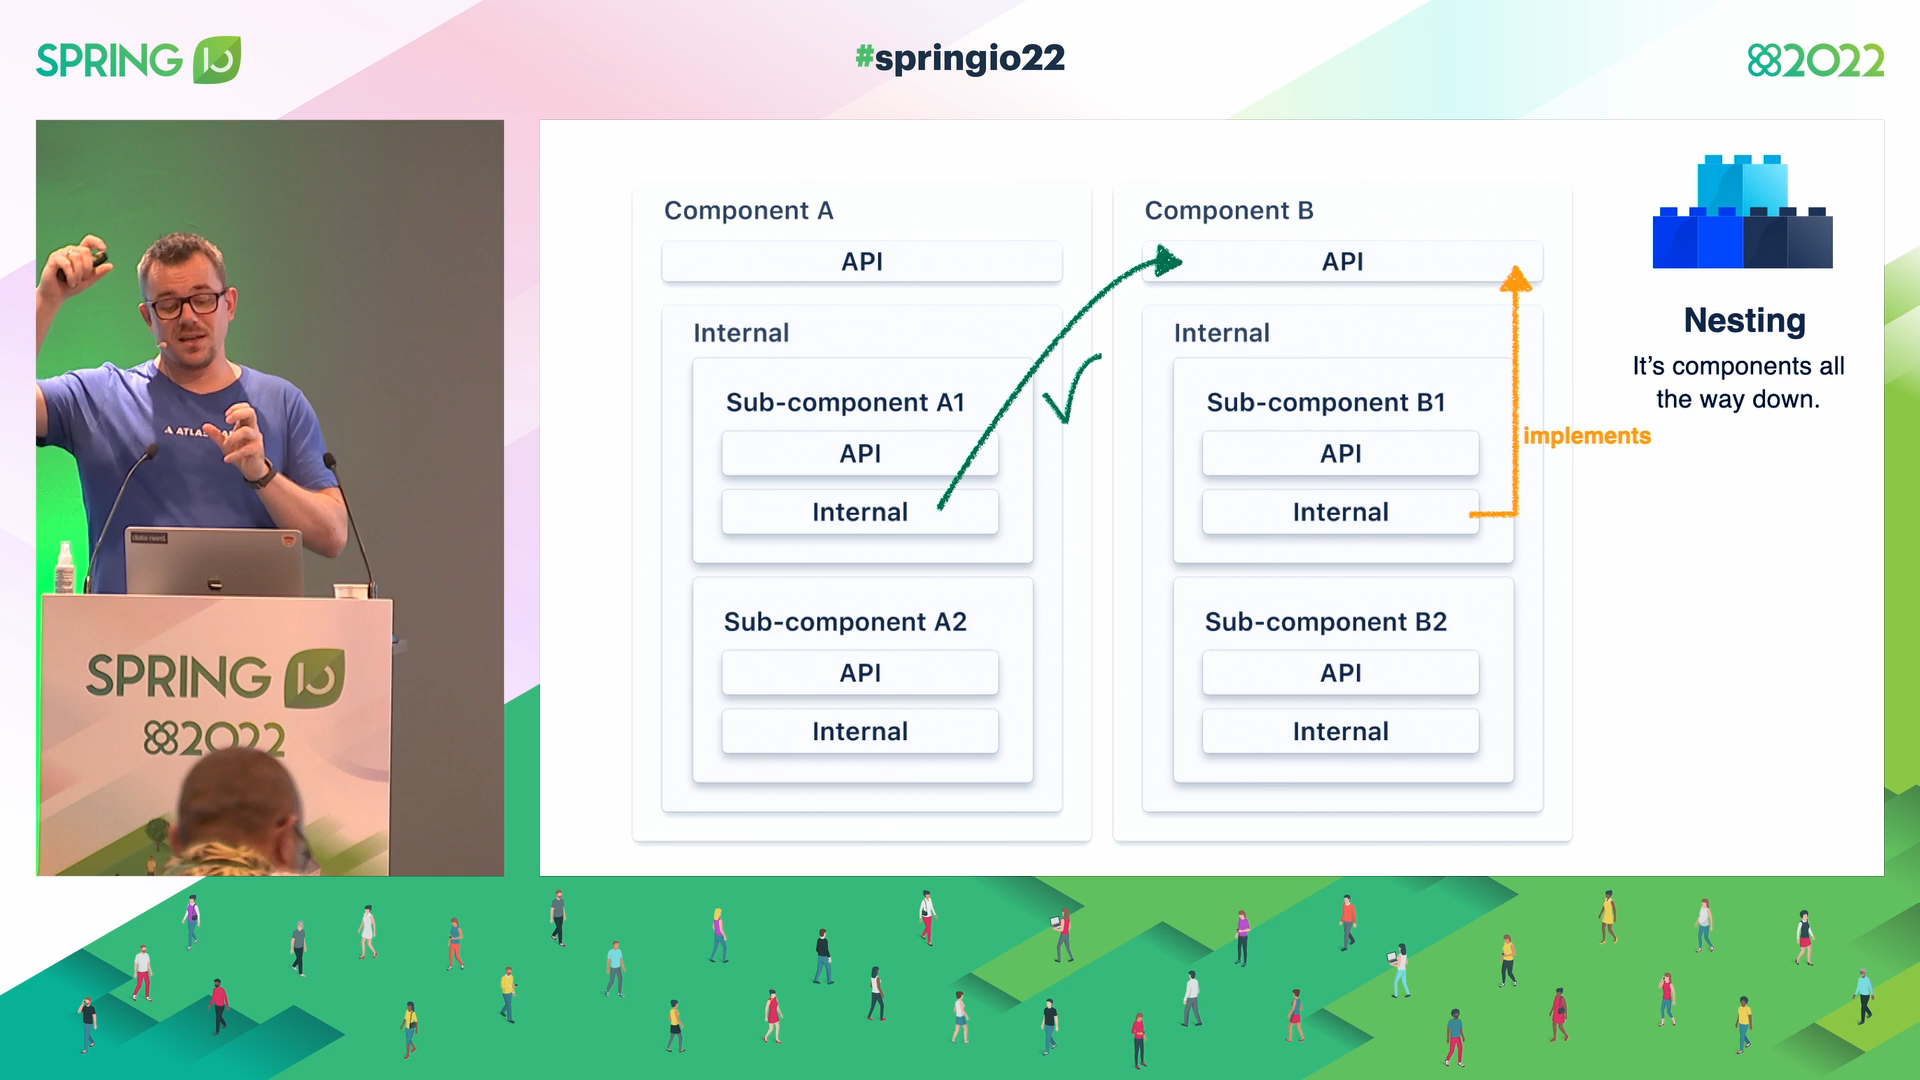 SPRING IO
#springio22
2022
Component A
API
Internal
Sub-component A1
API
Internal
Sub-component A2
API
Internal
Component B
API
Internal
Sub-component B1
API
Internal
implements
Sub-component B2
API
Internal
Nesting
It's components all
the way down.
SPRING IO
2022